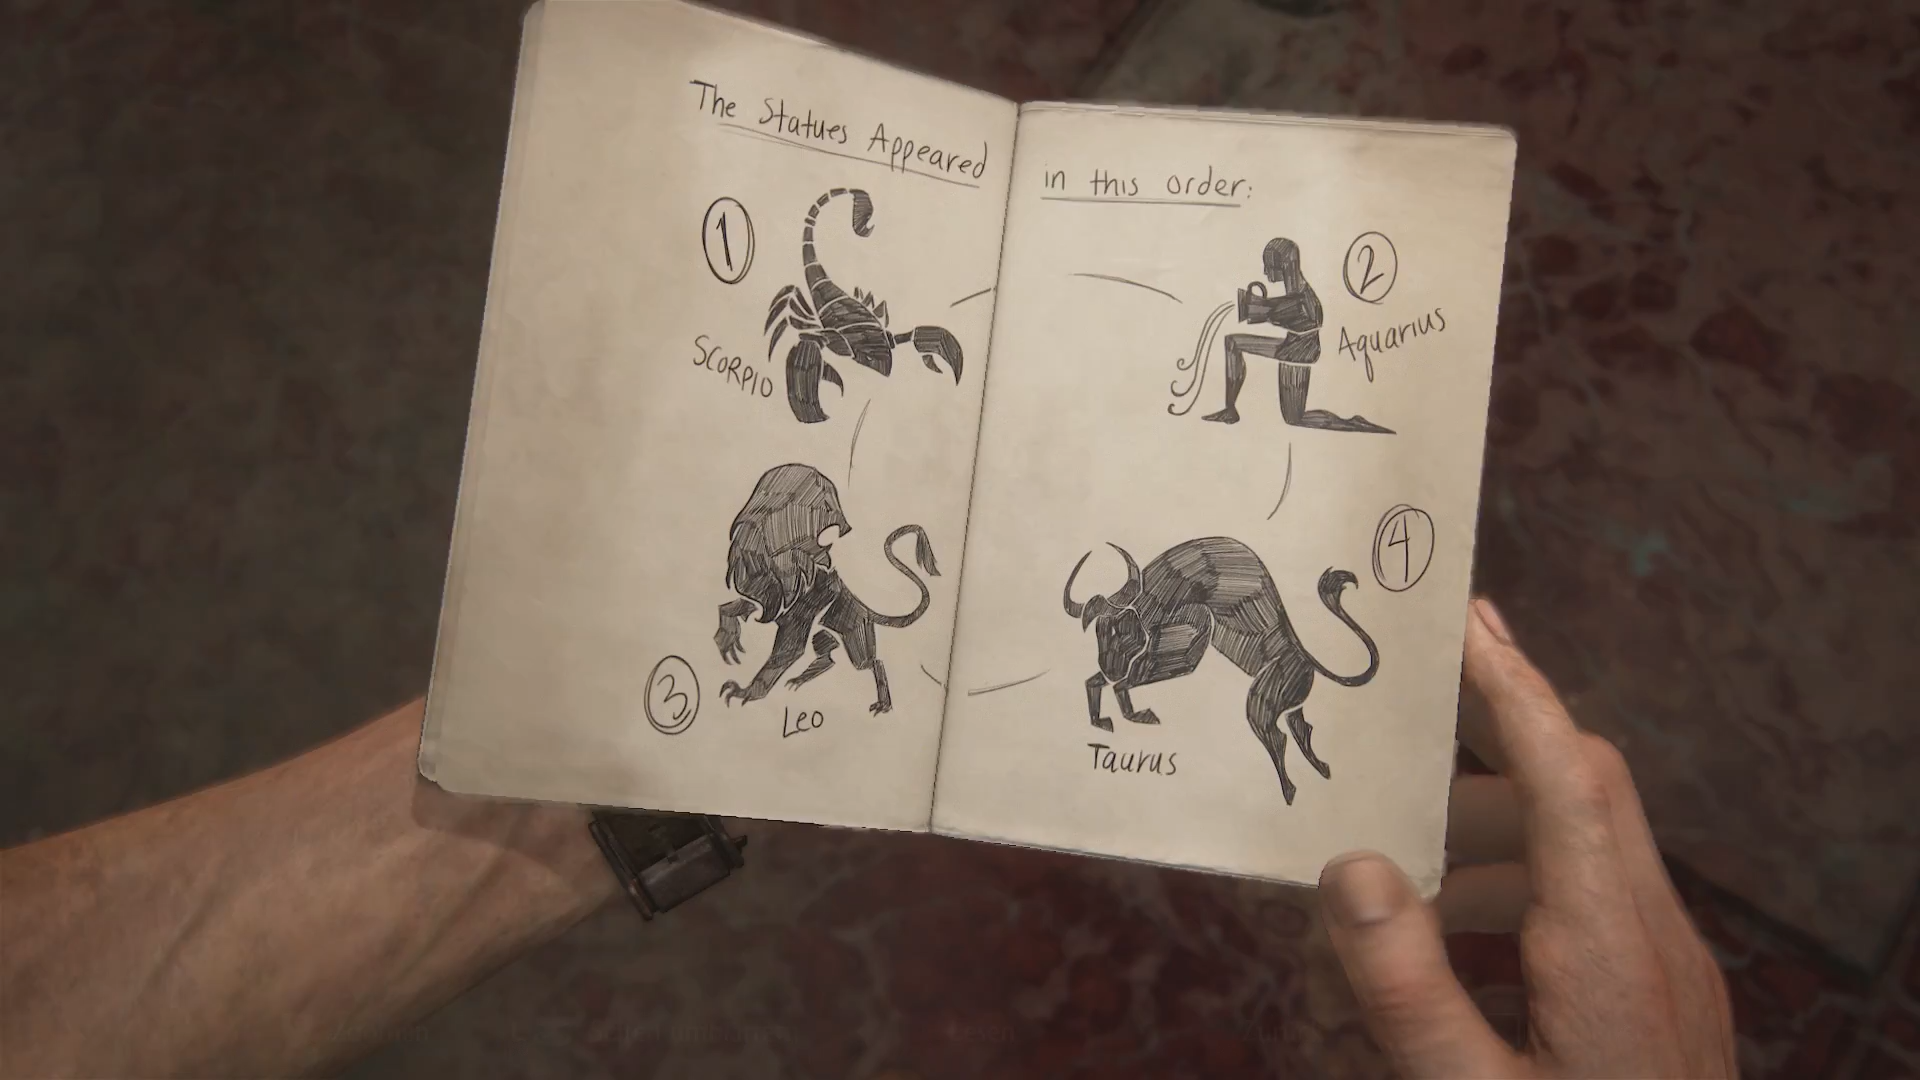 The Statues Appeared
in this order:
1
SCORPIO
2
Aquarius
3
Leo
4
Taurus